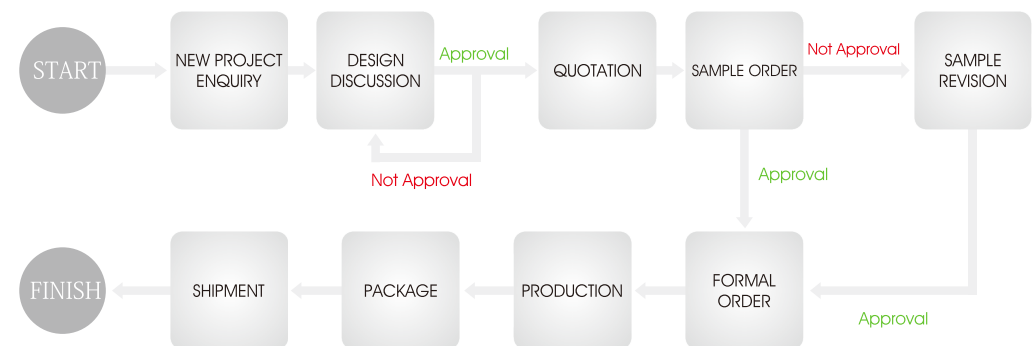 START
NEW PROJECT
ENQUIRY
DESIGN
DISCUSSION
Approval
Not Approval
QUOTATION
SAMPLE ORDER
Not Approval
SAMPLE
REVISION
Approval
FINISH
SHIPMENT
PACKAGE
PRODUCTION
FORMAL
ORDER
Approval